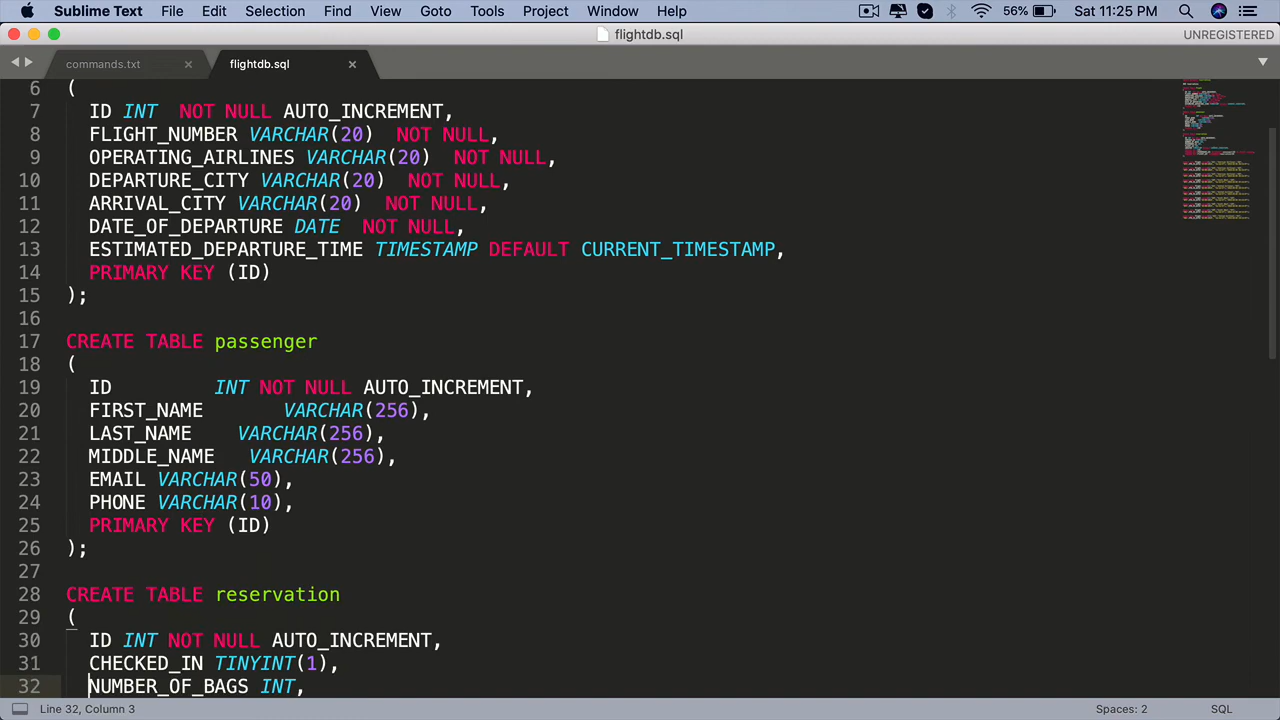 Sublime Text File Edit Selection Find View Goto Tools Project Window Help 56% Sat 11:25 PM
flightdb.sql UNREGISTERED
commands.txt flightdb.sql
6 (
7 ID INT NOT NULL AUTO_INCREMENT,
8 FLIGHT_NUMBER VARCHAR(20) NOT NULL,
9 OPERATING_AIRLINES VARCHAR(20) NOT NULL,
10 DEPARTURE_CITY VARCHAR(20) NOT NULL,
11 ARRIVAL_CITY VARCHAR(20) NOT NULL,
12 DATE_OF_DEPARTURE DATE NOT NULL,
13 ESTIMATED_DEPARTURE_TIME TIMESTAMP DEFAULT CURRENT_TIMESTAMP,
14 PRIMARY KEY (ID)
15 );
16
17 CREATE TABLE passenger
18 (
19 ID INT NOT NULL AUTO_INCREMENT,
20 FIRST_NAME VARCHAR(256),
21 LAST_NAME VARCHAR(256),
22 MIDDLE_NAME VARCHAR(256),
23 EMAIL VARCHAR(50),
24 PHONE VARCHAR(10),
25 PRIMARY KEY (ID)
26 );
27
28 CREATE TABLE reservation
29 (
30 ID INT NOT NULL AUTO_INCREMENT,
31 CHECKED_IN TINYINT(1),
32 NUMBER_OF_BAGS INT,
Line 32, Column 3 Spaces: 2 SQL